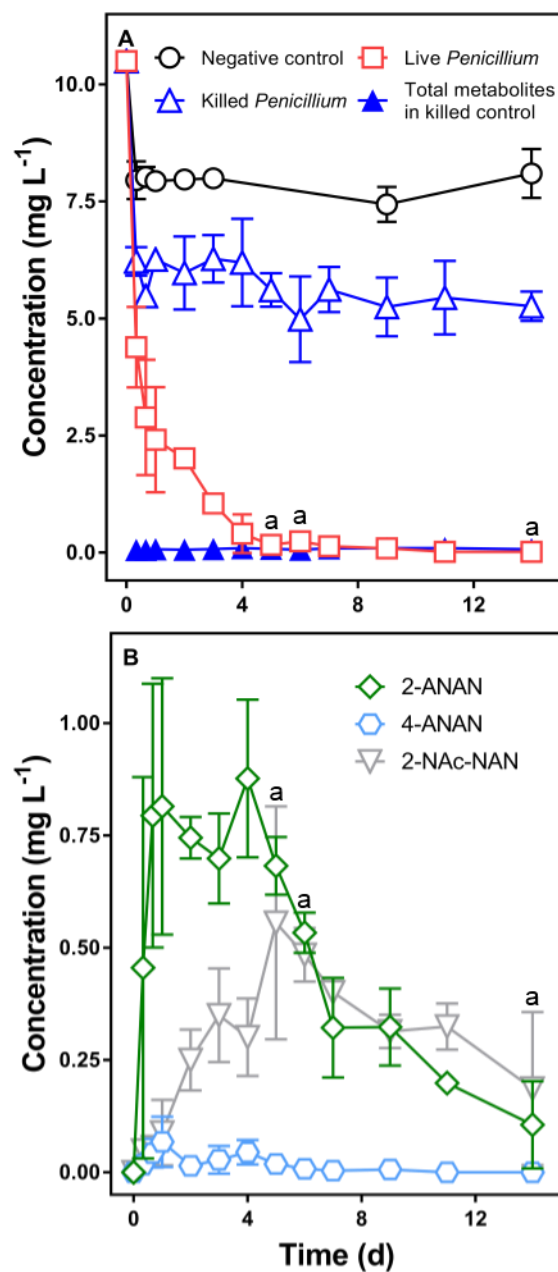 A
Negative control
Live Penicillium
Killed Penicillium
Total metabolites
in killed control
Concentration (mg L-1)
10.0
7.5
5.0
2.5
0.0
a
a
a
0
4
8
12
B
2-ANAN
4-ANAN
2-NAc-NAN
Concentration (mg L-1)
1.00
0.75
0.50
0.25
0.00
a
a
a
0
4
8
12
Time (d)